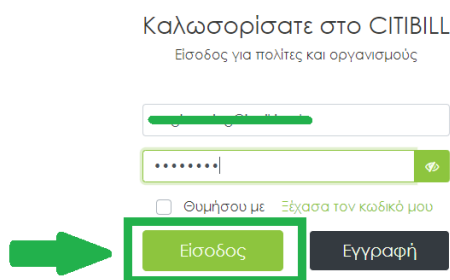 Καλωσορίσατε στο CITIBILL
Είσοδος για πολίτες και οργανισμούς
••••••••
Θυμήσου με Ξέχασα τον κωδικό μου
Είσοδος Εγγραφή